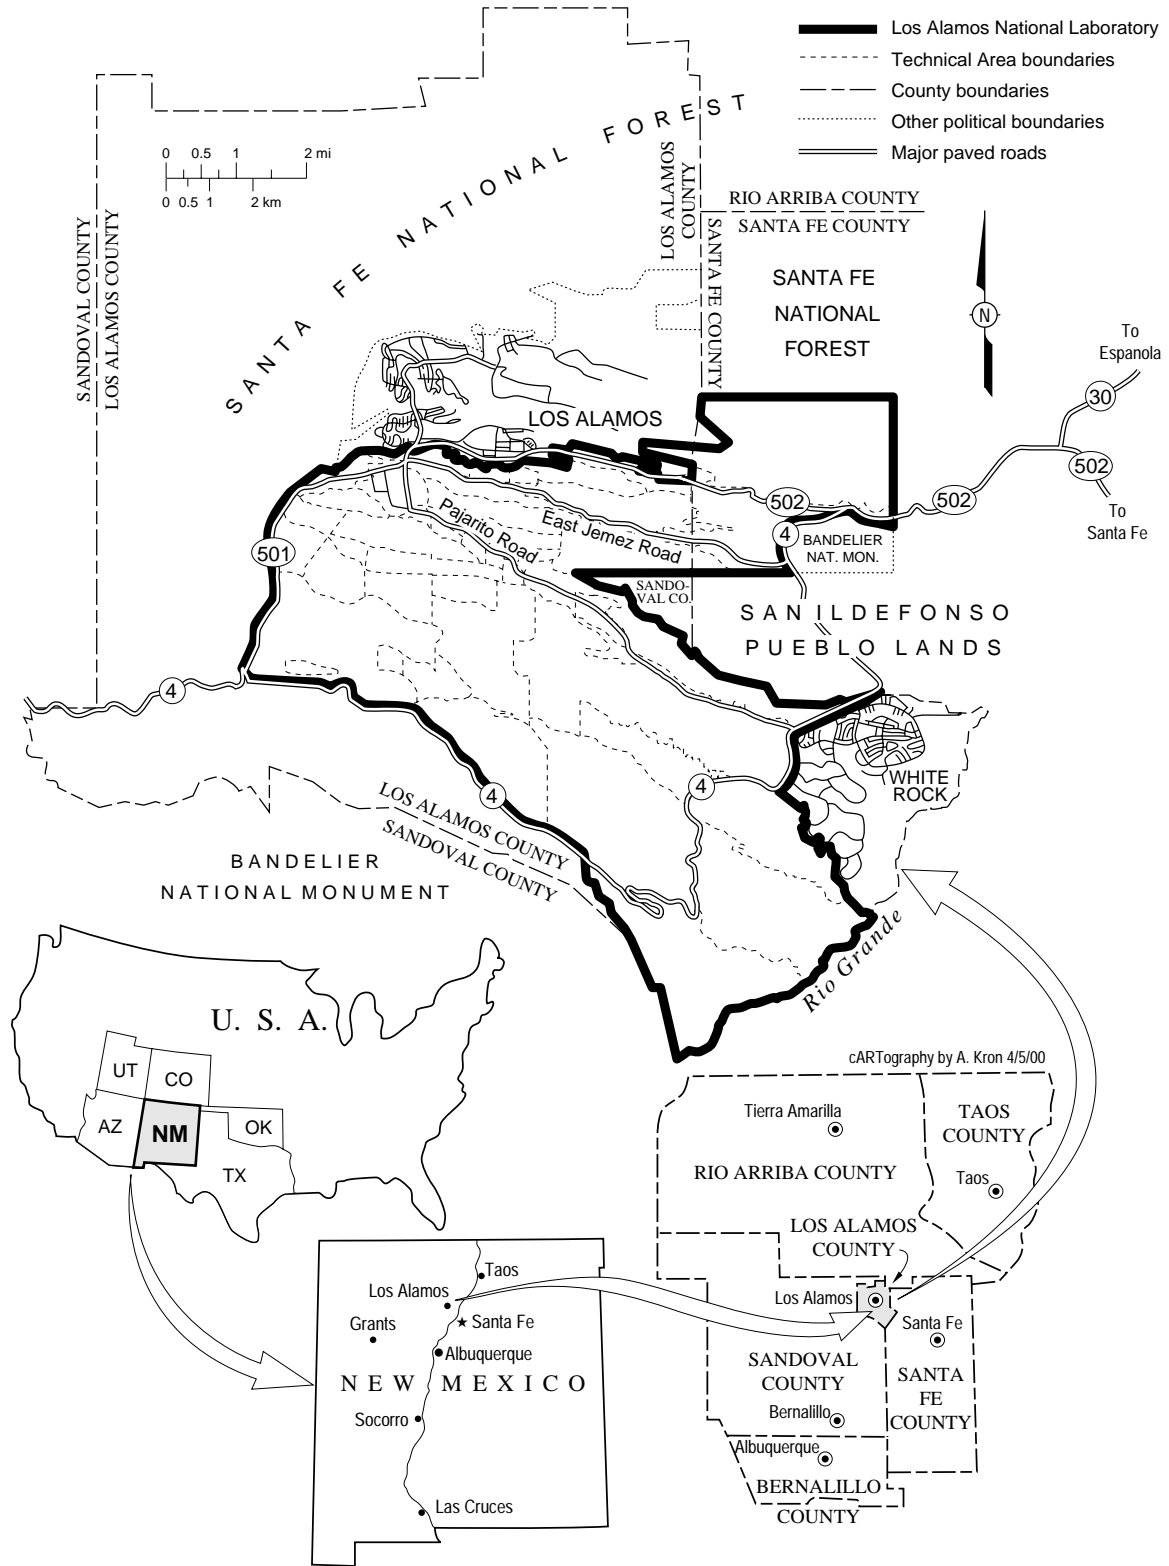 Los Alamos National Laboratory
Technical Area boundaries
County boundaries
Other political boundaries
Major paved roads
0 0.5 1 2 mi
0 0.5 1 2 km
SANTA FE NATIONAL FOREST
SANDOVAL COUNTY
LOS ALAMOS COUNTY
LOS ALAMOS
COUNTY
RIO ARRIBA COUNTY
SANTA FE COUNTY
SANTA FE COUNTY
SANTA FE
NATIONAL
FOREST
N
To
Espanola
30
LOS ALAMOS
502
502
502
To
Santa Fe
4
BANDELIER
NAT. MON.
Pajarito Road
East Jemez Road
501
SANDO-
VAL CO.
SAN ILDEFONSO
PUEBLO LANDS
4
WHITE
ROCK
4
4
LOS ALAMOS COUNTY
SANDOVAL COUNTY
BANDELIER
NATIONAL MONUMENT
Rio Grande
U. S. A.
UT
CO
AZ
NM
OK
TX
cARTography by A. Kron 4/5/00
Tierra Amarilla
TAOS
COUNTY
RIO ARRIBA COUNTY
Taos
LOS ALAMOS
COUNTY
Los Alamos
Santa Fe
SANDOVAL
COUNTY
SANTA
FE
COUNTY
Bernalillo
Albuquerque
BERNALILLO
COUNTY
Taos
Los Alamos
Santa Fe
Grants
Albuquerque
NEW MEXICO
Socorro
Las Cruces